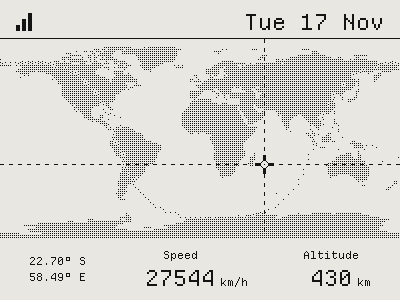 Tue 17 Nov
22.70° S
58.49° E
Speed
27544 km/h
Altitude
430 km